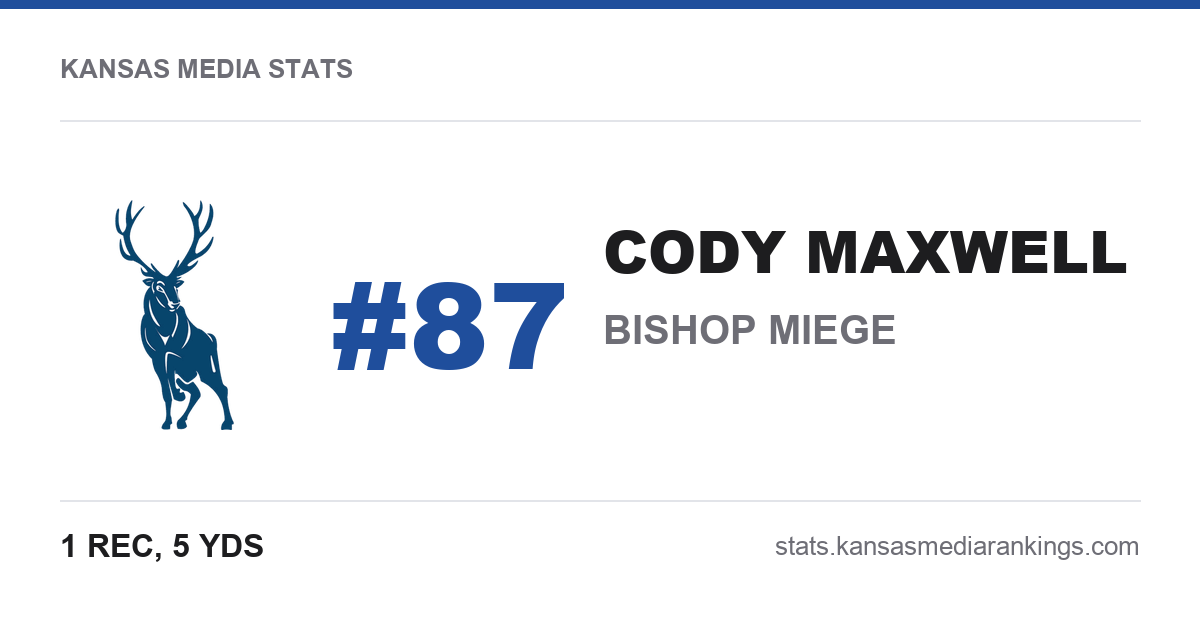 KANSAS MEDIA STATS
#87
CODY MAXWELL
BISHOP MIEGE
1 REC, 5 YDS
stats.kansasmediarankings.com